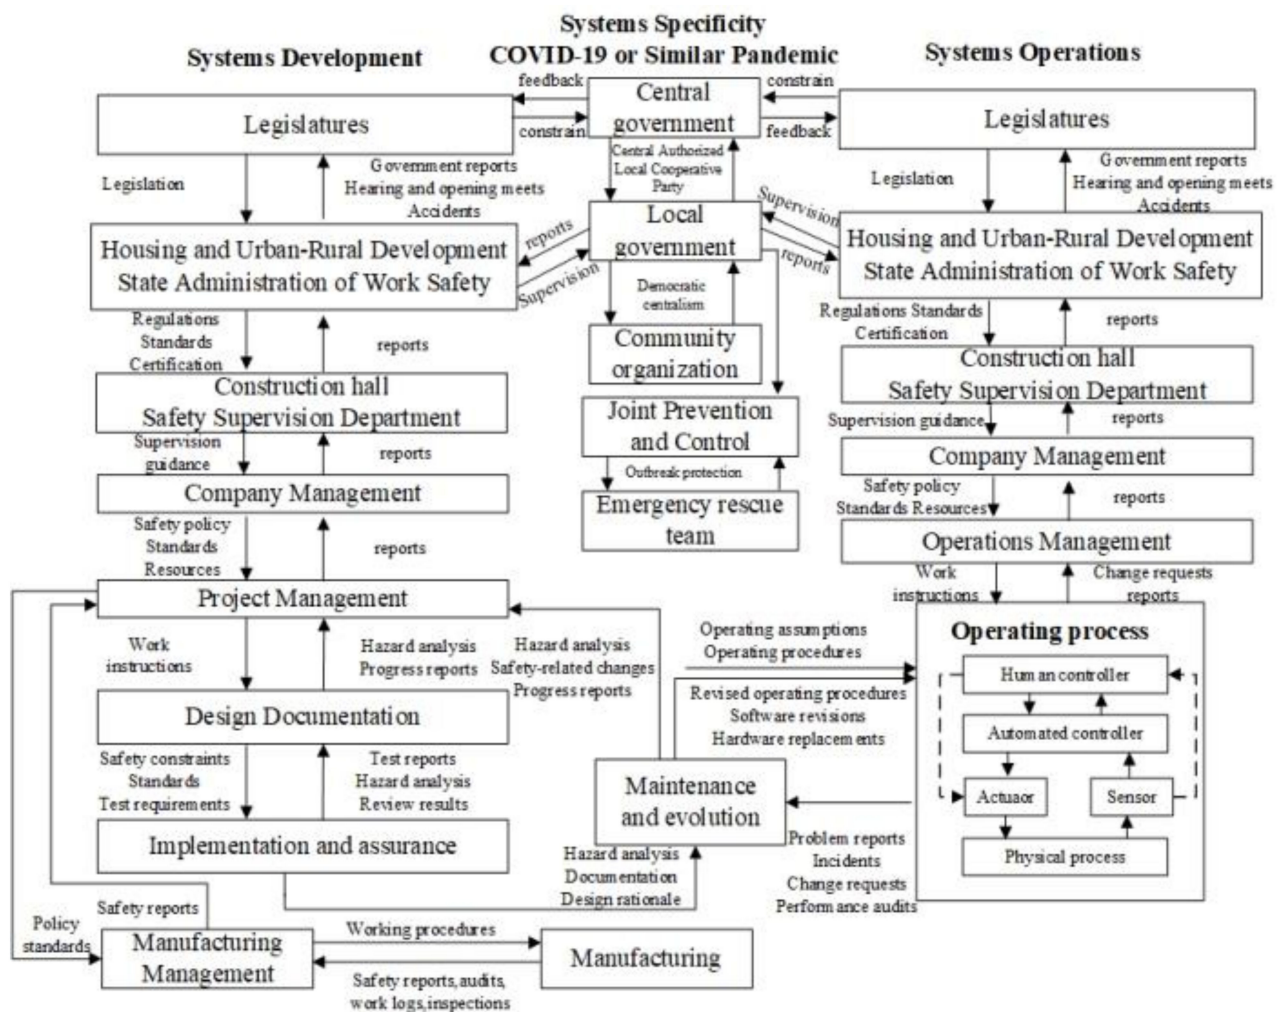 Systems Specificity
COVID-19 or Similar Pandemic
Systems Development
Systems Operations
feedback
constrain
Central
government
constrain
feedback
Legislatures
Legislatures
Central Authorized
Local Cooperative
Party
Legislation
Government reports
Hearing and opening meets
Accidents
Legislation
Government reports
Hearing and opening meets
Accidents
Housing and Urban-Rural Development
State Administration of Work Safety
reports
Supervision
Local
government
Supervision
reports
Housing and Urban-Rural Development
State Administration of Work Safety
Democratic
centralism
Regulations
Standards
Certification
reports
Community
organization
Regulations Standards
Certification
reports
Construction hall
Safety Supervision Department
Construction hall
Safety Supervision Department
Joint Prevention
and Control
Supervision
guidance
reports
Outbreak protection
Supervision guidance
reports
Company Management
Emergency rescue
team
Company Management
Safety policy
Standards
Resources
reports
Safety policy
Standards Resources
reports
Operations Management
Work
instructions
Change requests
reports
Project Management
Work
instructions
Hazard analysis
Progress reports
Hazard analysis
Safety-related changes
Progress reports
Operating assumptions
Operating procedures
Revised operating procedures
Software revisions
Hardware replacements
Operating process
Human controller
Automated controller
Actuaor
Sensor
Physical process
Design Documentation
Safety constraints
Standards
Test requirements
Test reports
Hazard analysis
Review results
Maintenance
and evolution
Implementation and assurance
Hazard analysis
Documentation
Design rationale
Problem reports
Incidents
Change requests
Performance audits
Safety reports
Policy
standards
Manufacturing
Management
Working procedures
Manufacturing
Safety reports,audits,
work logs,inspections